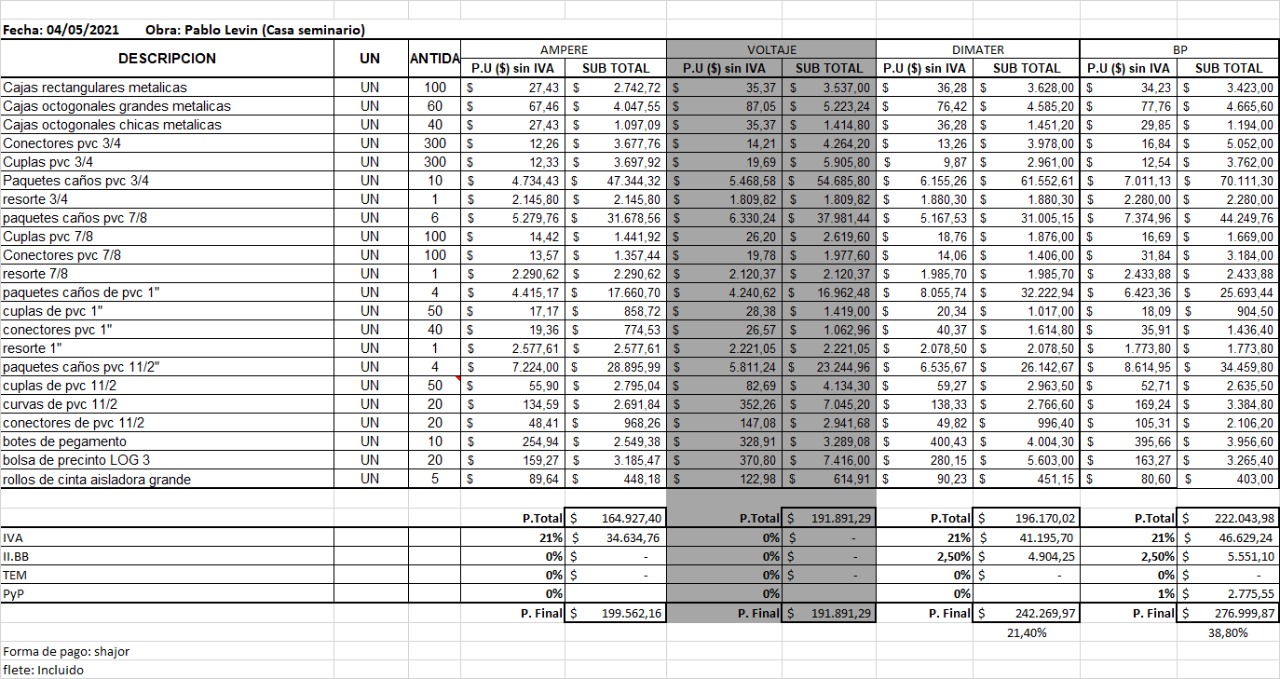 Fecha: 04/05/2021 Obra: Pablo Levin (Casa seminario)
DESCRIPCION UN ANTIDA AMPERE VOLTAJE DIMATER BP
P.U ($) sin IVA SUB TOTAL P.U ($) sin IVA SUB TOTAL P.U ($) sin IVA SUB TOTAL P.U ($) sin IVA SUB TOTAL
Cajas rectangulares metalicas UN 100 $ 27,43 $ 2.742,72 $ 35,37 $ 3.537,00 $ 36,28 $ 3.628,00 $ 34,23 $ 3.423,00
Cajas octogonales grandes metalicas UN 60 $ 67,46 $ 4.047,55 $ 87,05 $ 5.223,24 $ 76,42 $ 4.585,20 $ 77,76 $ 4.665,60
Cajas octogonales chicas metalicas UN 40 $ 27,43 $ 1.097,09 $ 35,37 $ 1.414,80 $ 36,28 $ 1.451,20 $ 29,85 $ 1.194,00
Conectores pvc 3/4 UN 300 $ 12,26 $ 3.677,76 $ 14,21 $ 4.264,20 $ 13,26 $ 3.978,00 $ 16,84 $ 5.052,00
Cuplas pvc 3/4 UN 300 $ 12,33 $ 3.697,92 $ 19,69 $ 5.905,80 $ 9,87 $ 2.961,00 $ 12,54 $ 3.762,00
Paquetes caños pvc 3/4 UN 10 $ 4.734,43 $ 47.344,32 $ 5.468,58 $ 54.685,80 $ 6.155,26 $ 61.552,61 $ 7.011,13 $ 70.111,30
resorte 3/4 UN 1 $ 2.145,80 $ 2.145,80 $ 1.809,82 $ 1.809,82 $ 1.880,30 $ 1.880,30 $ 2.280,00 $ 2.280,00
paquetes caños pvc 7/8 UN 6 $ 5.279,76 $ 31.678,56 $ 6.330,24 $ 37.981,44 $ 5.167,53 $ 31.005,15 $ 7.374,96 $ 44.249,76
Cuplas pvc 7/8 UN 100 $ 14,42 $ 1.441,92 $ 26,20 $ 2.619,60 $ 18,76 $ 1.876,00 $ 16,69 $ 1.669,00
Conectores pvc 7/8 UN 100 $ 13,57 $ 1.357,44 $ 19,78 $ 1.977,60 $ 14,06 $ 1.406,00 $ 31,84 $ 3.184,00
resorte 7/8 UN 1 $ 2.290,62 $ 2.290,62 $ 2.120,37 $ 2.120,37 $ 1.985,70 $ 1.985,70 $ 2.433,88 $ 2.433,88
paquetes caños de pvc 1" UN 4 $ 4.415,17 $ 17.660,70 $ 4.240,62 $ 16.962,48 $ 8.055,74 $ 32.222,94 $ 6.423,36 $ 25.693,44
cuplas de pvc 1" UN 50 $ 17,17 $ 858,72 $ 28,38 $ 1.419,00 $ 20,34 $ 1.017,00 $ 18,09 $ 904,50
conectores pvc 1" UN 40 $ 19,36 $ 774,53 $ 26,57 $ 1.062,96 $ 40,37 $ 1.614,80 $ 35,91 $ 1.436,40
resorte 1" UN 1 $ 2.577,61 $ 2.577,61 $ 2.221,05 $ 2.221,05 $ 2.078,50 $ 2.078,50 $ 1.773,80 $ 1.773,80
paquetes caños pvc 11/2" UN 4 $ 7.224,00 $ 28.895,99 $ 5.811,24 $ 23.244,96 $ 6.535,67 $ 26.142,67 $ 8.614,95 $ 34.459,80
cuplas de pvc 11/2 UN 50 $ 55,90 $ 2.795,04 $ 82,69 $ 4.134,30 $ 59,27 $ 2.963,50 $ 52,71 $ 2.635,50
curvas de pvc 11/2 UN 20 $ 134,59 $ 2.691,84 $ 352,26 $ 7.045,20 $ 138,33 $ 2.766,60 $ 169,24 $ 3.384,80
conectores de pvc 11/2 UN 20 $ 48,41 $ 968,26 $ 147,08 $ 2.941,68 $ 49,82 $ 996,40 $ 105,31 $ 2.106,20
botes de pegamento UN 10 $ 254,94 $ 2.549,38 $ 328,91 $ 3.289,08 $ 400,43 $ 4.004,30 $ 395,66 $ 3.956,60
bolsa de precinto LOG 3 UN 20 $ 159,27 $ 3.185,47 $ 370,80 $ 7.416,00 $ 280,15 $ 5.603,00 $ 163,27 $ 3.265,40
rollos de cinta aisladora grande UN 5 $ 89,64 $ 448,18 $ 122,98 $ 614,91 $ 90,23 $ 451,15 $ 80,60 $ 403,00
P.Total $ 164.927,40 P.Total $ 191.891,29 P.Total $ 196.170,02 P.Total $ 222.043,98
IVA 21% $ 34.634,76 0% $ - 21% $ 41.195,70 21% $ 46.629,24
II.BB 0% $ - 0% $ - 2,50% $ 4.904,25 2,50% $ 5.551,10
TEM 0% $ - 0% $ - 0% $ - 0% $ -
PyP 0% 0% 0% 1% $ 2.775,55
P. Final $ 199.562,16 P. Final $ 191.891,29 P. Final $ 242.269,97 P. Final $ 276.999,87
21,40% 38,80%
Forma de pago: shajor
flete: Incluido